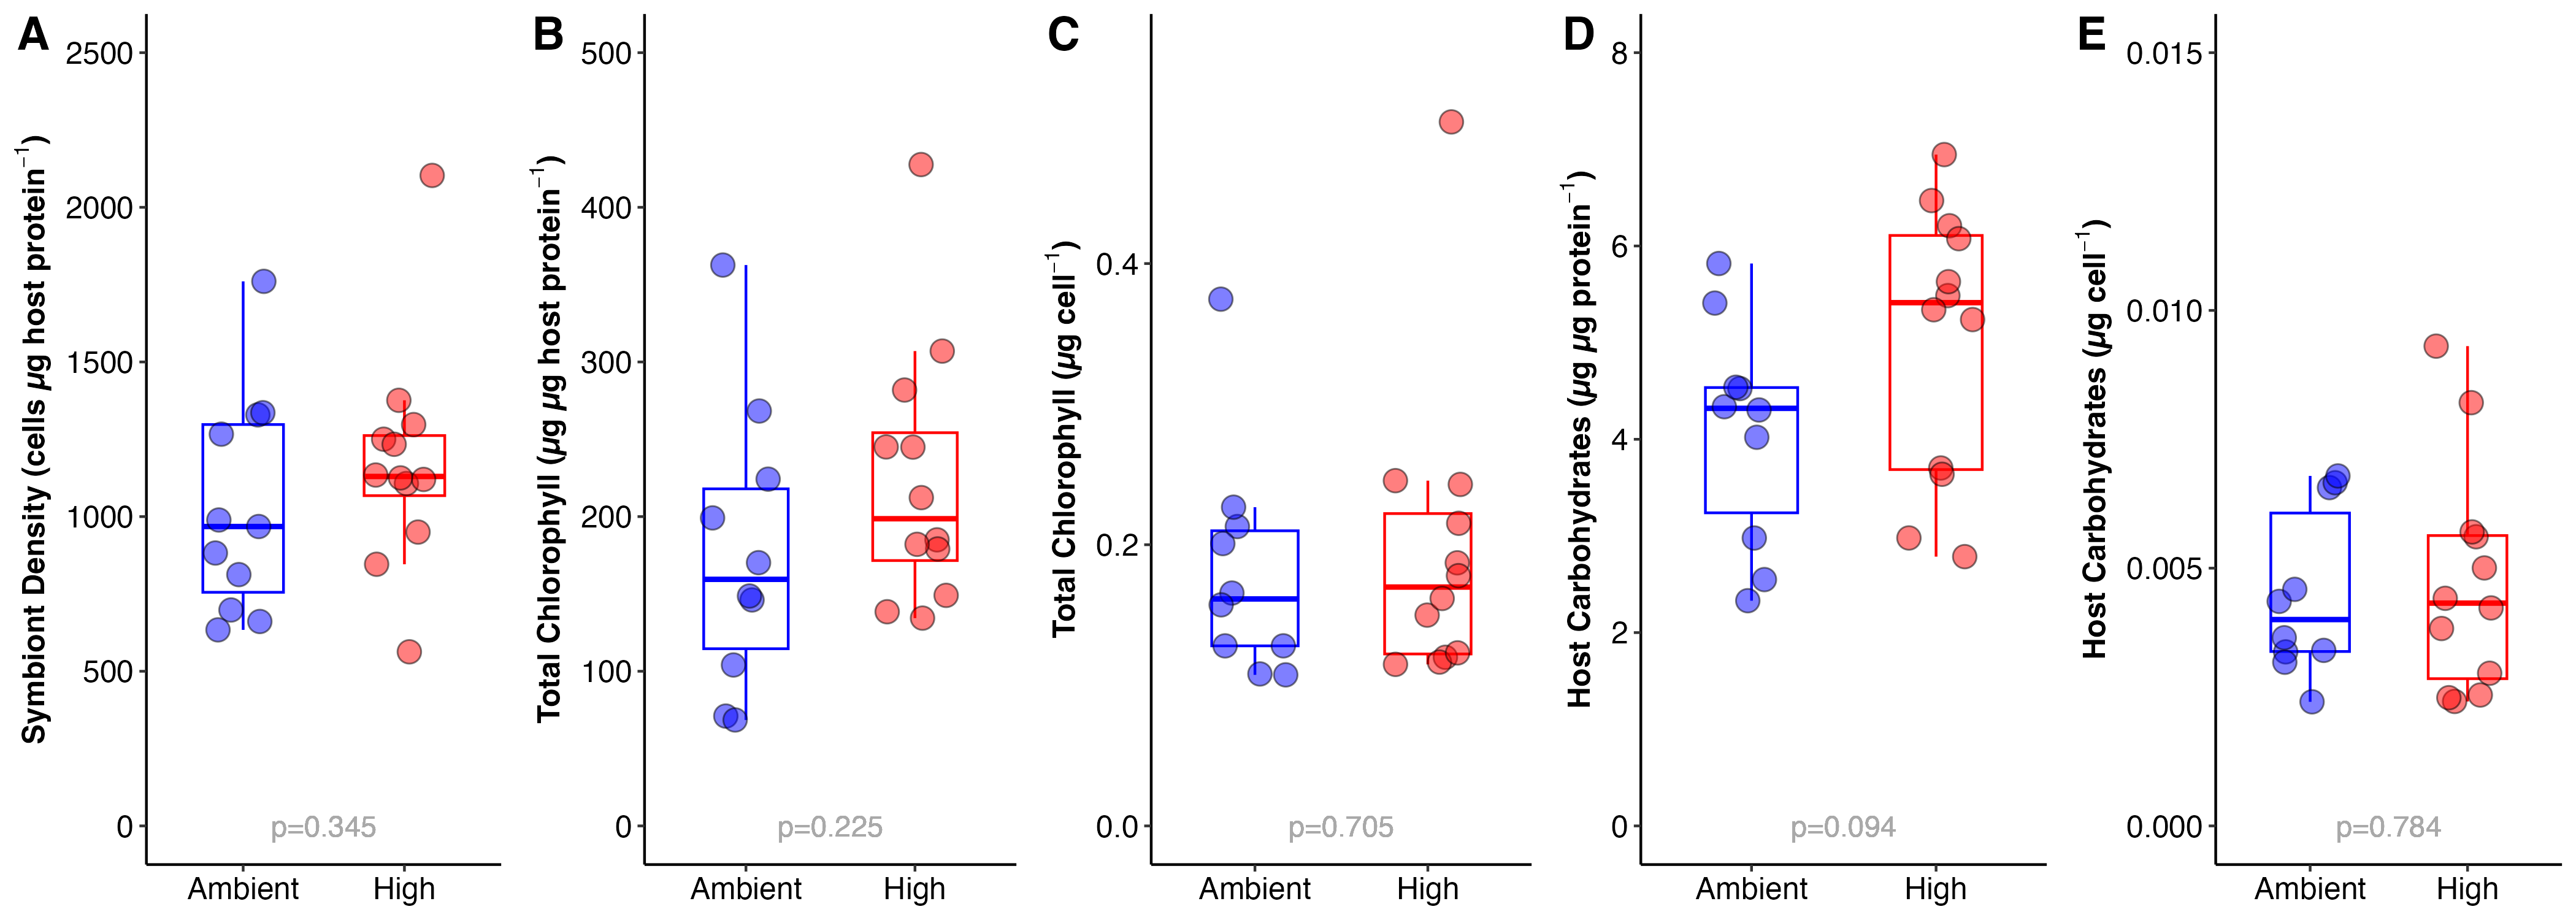 A
Symbiont Density (cells µg host protein⁻¹)
2500
2000
1500
1000
500
0
p=0.345
Ambient
High
B
Total Chlorophyll (µg µg host protein⁻¹)
500
400
300
200
100
0
p=0.225
Ambient
High
C
Total Chlorophyll (µg cell⁻¹)
0.4
0.2
0.0
p=0.705
Ambient
High
D
Host Carbohydrates (µg µg protein⁻¹)
8
6
4
2
0
p=0.094
Ambient
High
E
Host Carbohydrates (µg cell⁻¹)
0.015
0.010
0.005
0.000
p=0.784
Ambient
High